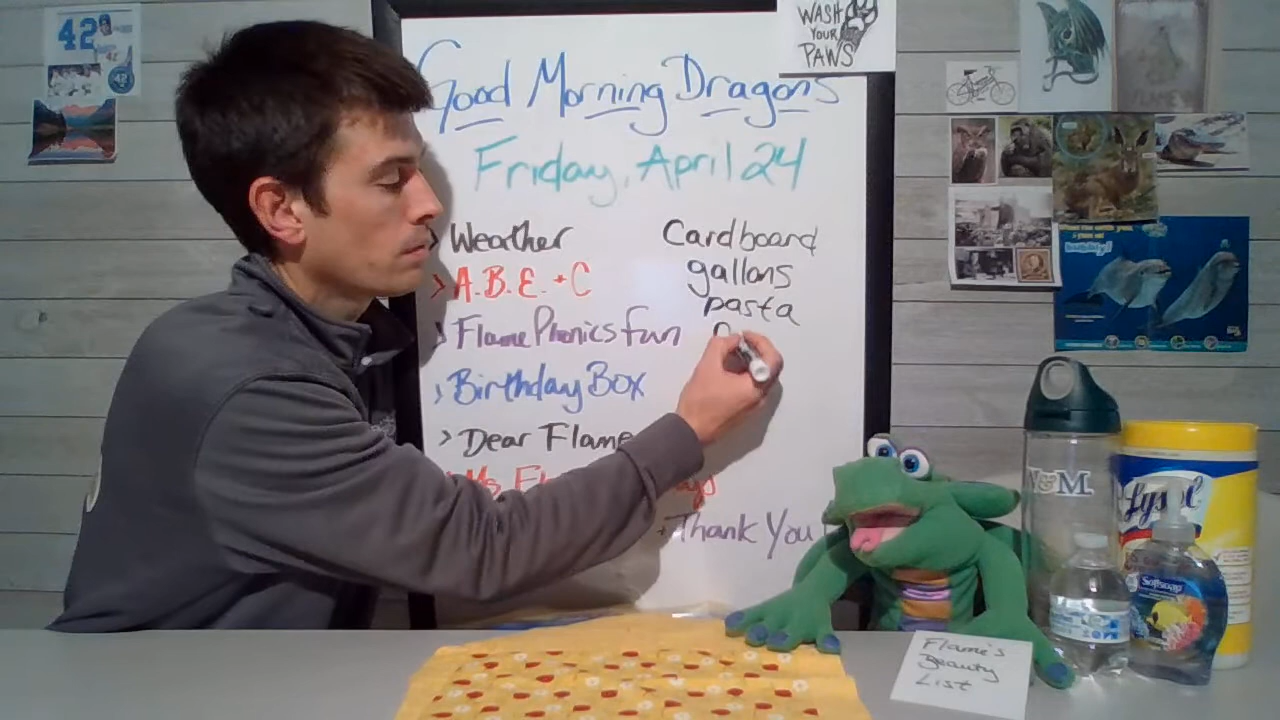 42
WASH
YOUR
PAWS
Good Morning Dragons
Friday, April 24
> Weather
> A.B.E. + C
> Flame Phonics Fun
> Birthday Box
> Dear Flame
Ms
Thank You
Cardboard
gallons
pasta
Flame's
Beauty
List
Lysol
Softsoap